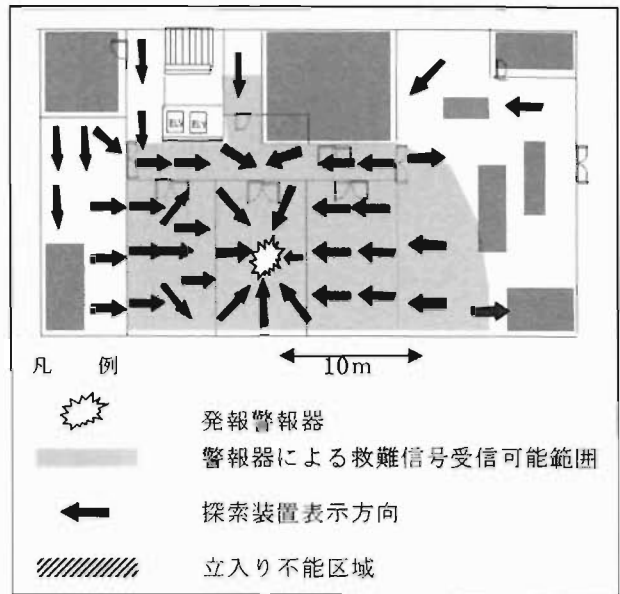 ELV ELV
10m
凡 例
発報警報器
警報器による救難信号受信可能範囲
探索装置表示方向
立入り不能区域